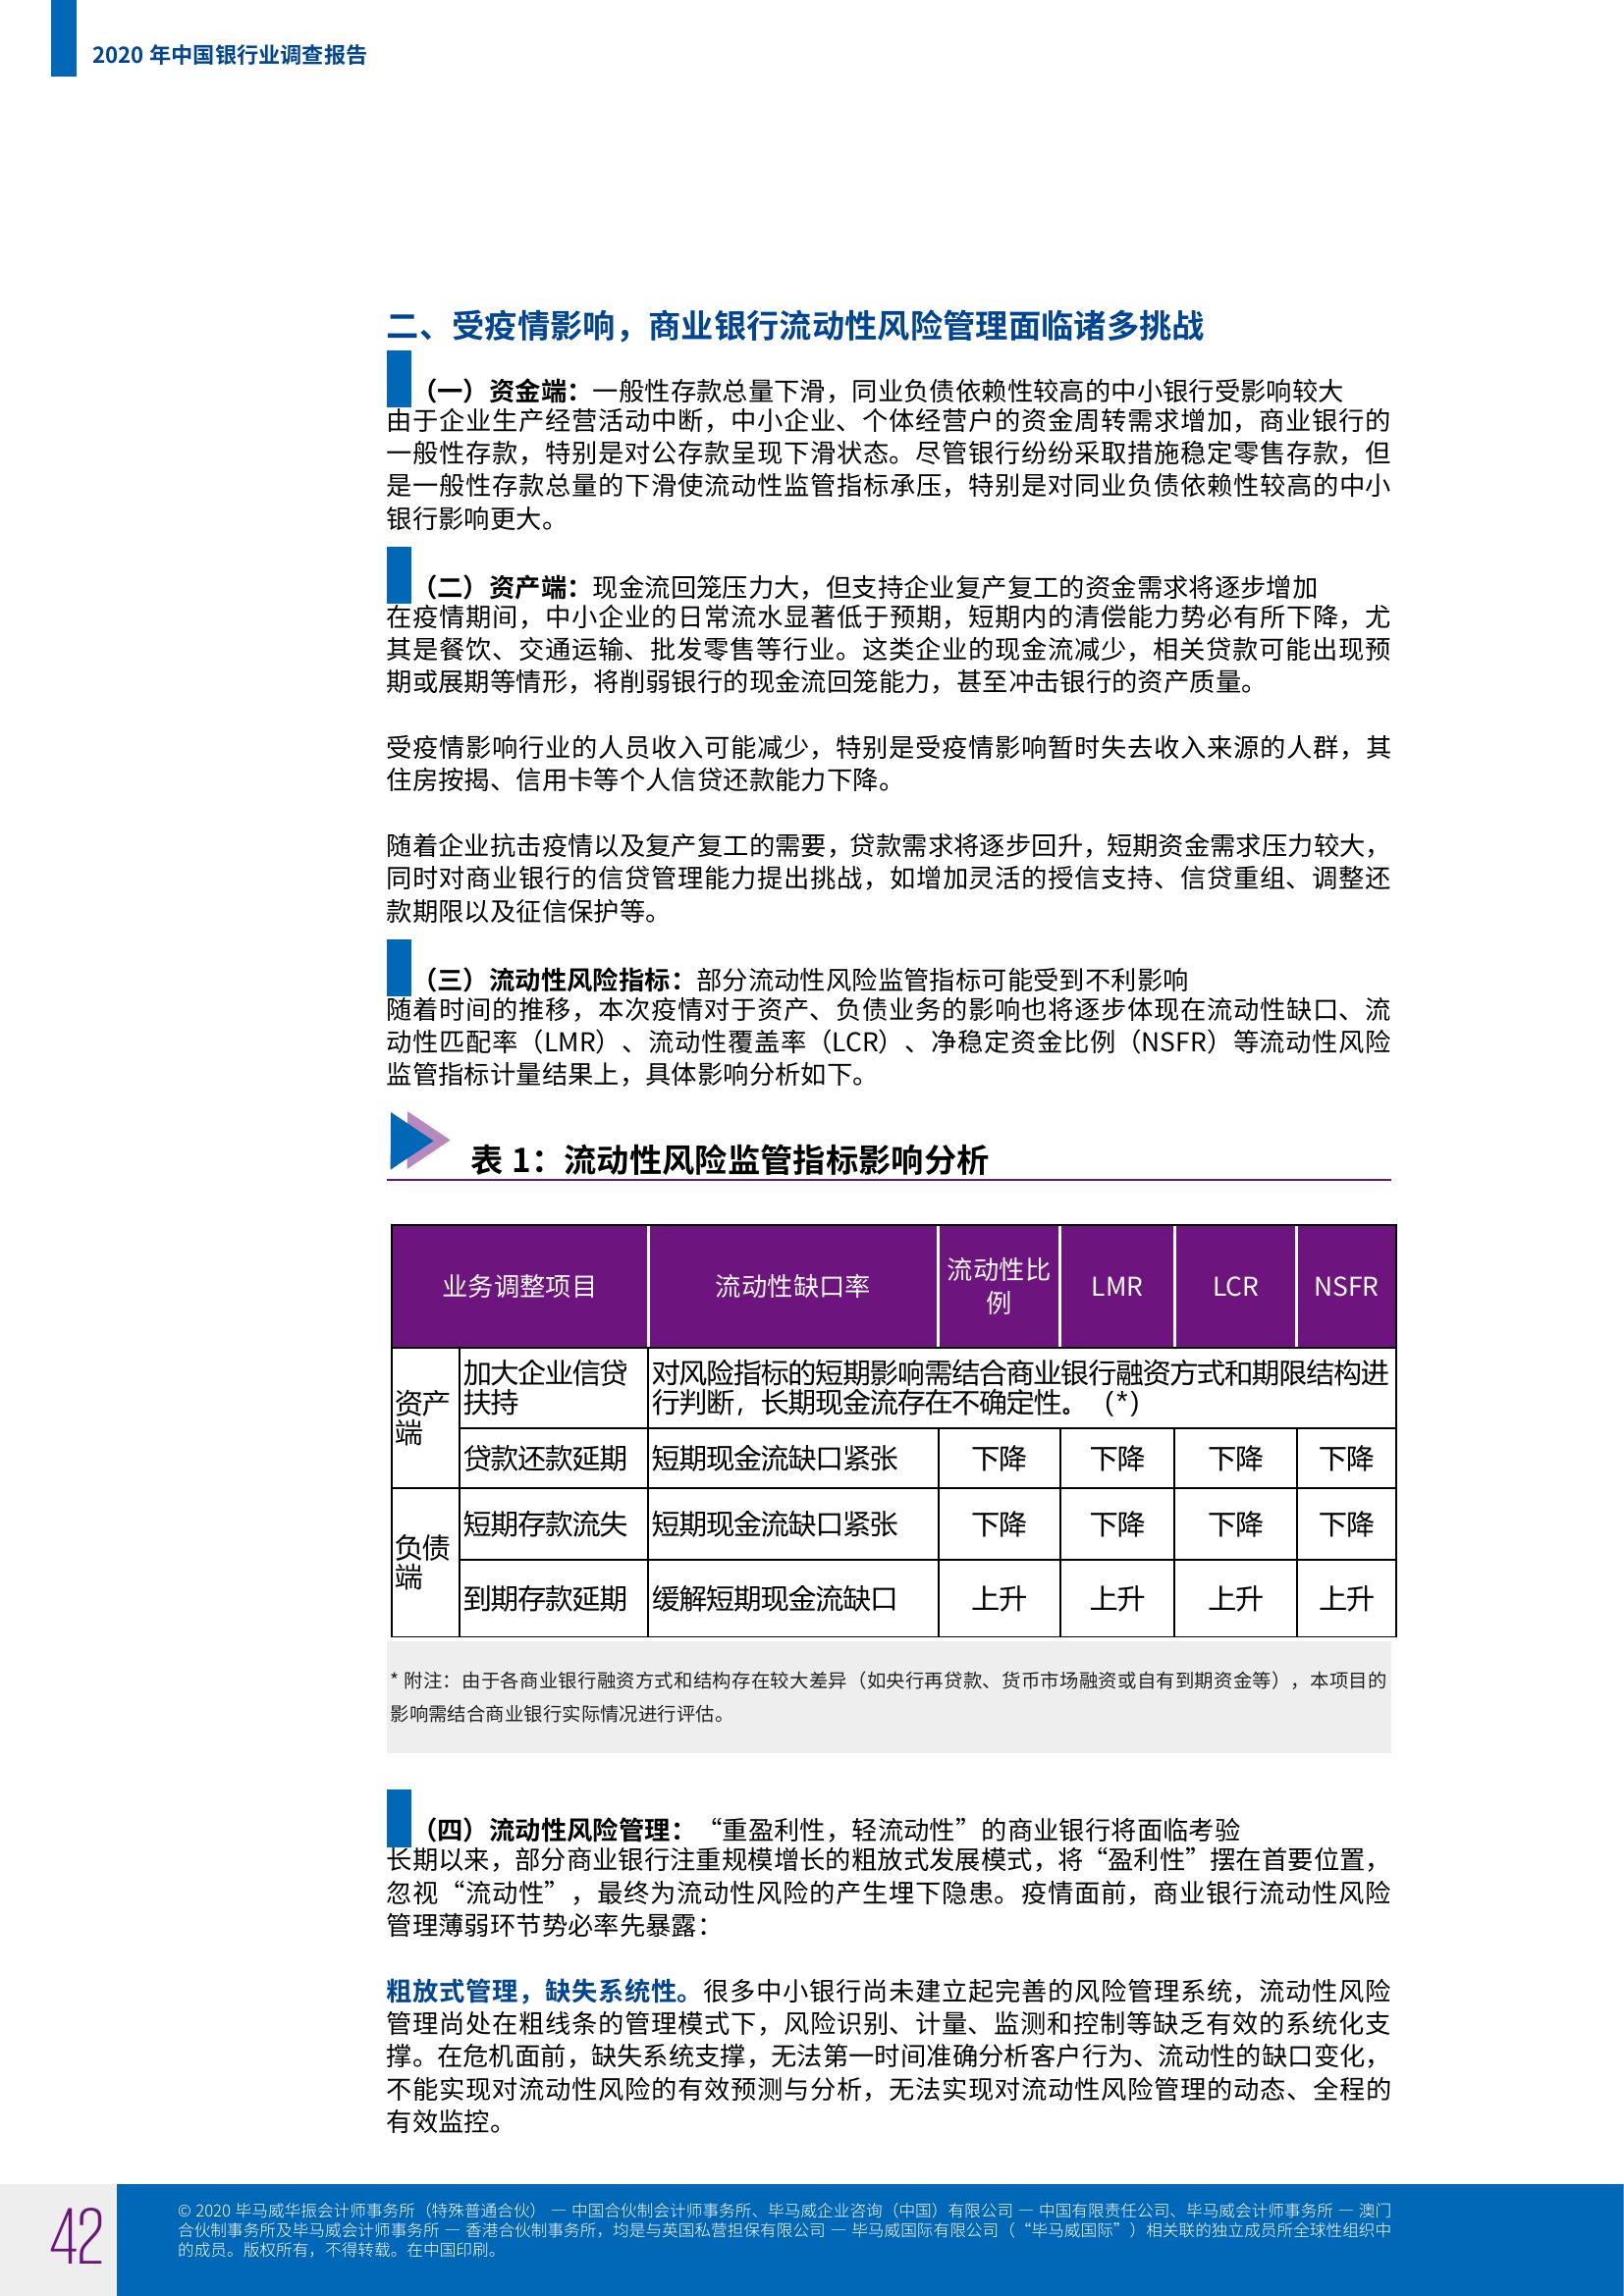 2020 年中国银行业调查报告
二、受疫情影响，商业银行流动性风险管理面临诸多挑战
（一）资金端：一般性存款总量下滑，同业负债依赖性较高的中小银行受影响较大
由于企业生产经营活动中断，中小企业、个体经营户的资金周转需求增加，商业银行的
一般性存款，特别是对公存款呈现下滑状态。尽管银行纷纷采取措施稳定零售存款，但
是一般性存款总量的下滑使流动性监管指标承压，特别是对同业负债依赖性较高的中小
银行影响更大。
（二）资产端：现金流回笼压力大，但支持企业复产复工的资金需求将逐步增加
在疫情期间，中小企业的日常流水显著低于预期，短期内的清偿能力势必有所下降，尤
其是餐饮、交通运输、批发零售等行业。这类企业的现金流减少，相关贷款可能出现预
期或展期等情形，将削弱银行的现金流回笼能力，甚至冲击银行的资产质量。
受疫情影响行业的人员收入可能减少，特别是受疫情影响暂时失去收入来源的人群，其
住房按揭、信用卡等个人信贷还款能力下降。
随着企业抗击疫情以及复产复工的需要，贷款需求将逐步回升，短期资金需求压力较大，
同时对商业银行的信贷管理能力提出挑战，如增加灵活的授信支持、信贷重组、调整还
款期限以及征信保护等。
（三）流动性风险指标：部分流动性风险监管指标可能受到不利影响
随着时间的推移，本次疫情对于资产、负债业务的影响也将逐步体现在流动性缺口、流
动性匹配率（LMR）、流动性覆盖率（LCR）、净稳定资金比例（NSFR）等流动性风险
监管指标计量结果上，具体影响分析如下。
表 1：流动性风险监管指标影响分析
业务调整项目 流动性缺口率 流动性比例 LMR LCR NSFR
资产端 加大企业信贷扶持 对风险指标的短期影响需结合商业银行融资方式和期限结构进行判断，长期现金流存在不确定性。（*）
贷款还款延期 短期现金流缺口紧张 下降 下降 下降 下降
负债端 短期存款流失 短期现金流缺口紧张 下降 下降 下降 下降
到期存款延期 缓解短期现金流缺口 上升 上升 上升 上升
* 附注：由于各商业银行融资方式和结构存在较大差异（如央行再贷款、货币市场融资或自有到期资金等），本项目的
影响需结合商业银行实际情况进行评估。
（四）流动性风险管理：“重盈利性，轻流动性”的商业银行将面临考验
长期以来，部分商业银行注重规模增长的粗放式发展模式，将“盈利性”摆在首要位置，
忽视“流动性”，最终为流动性风险的产生埋下隐患。疫情面前，商业银行流动性风险
管理薄弱环节势必率先暴露：
粗放式管理，缺失系统性。很多中小银行尚未建立起完善的风险管理系统，流动性风险
管理尚处在粗线条的管理模式下，风险识别、计量、监测和控制等缺乏有效的系统化支
撑。在危机面前，缺失系统支撑，无法第一时间准确分析客户行为、流动性的缺口变化，
不能实现对流动性风险的有效预测与分析，无法实现对流动性风险管理的动态、全程的
有效监控。
42
© 2020 毕马威华振会计师事务所（特殊普通合伙） — 中国合伙制会计师事务所、毕马威企业咨询（中国）有限公司 — 中国有限责任公司、毕马威会计师事务所 — 澳门
合伙制事务所及毕马威会计师事务所 — 香港合伙制事务所，均是与英国私营担保有限公司 — 毕马威国际有限公司（“毕马威国际”）相关联的独立成员所全球性组织中
的成员。版权所有，不得转载。在中国印刷。